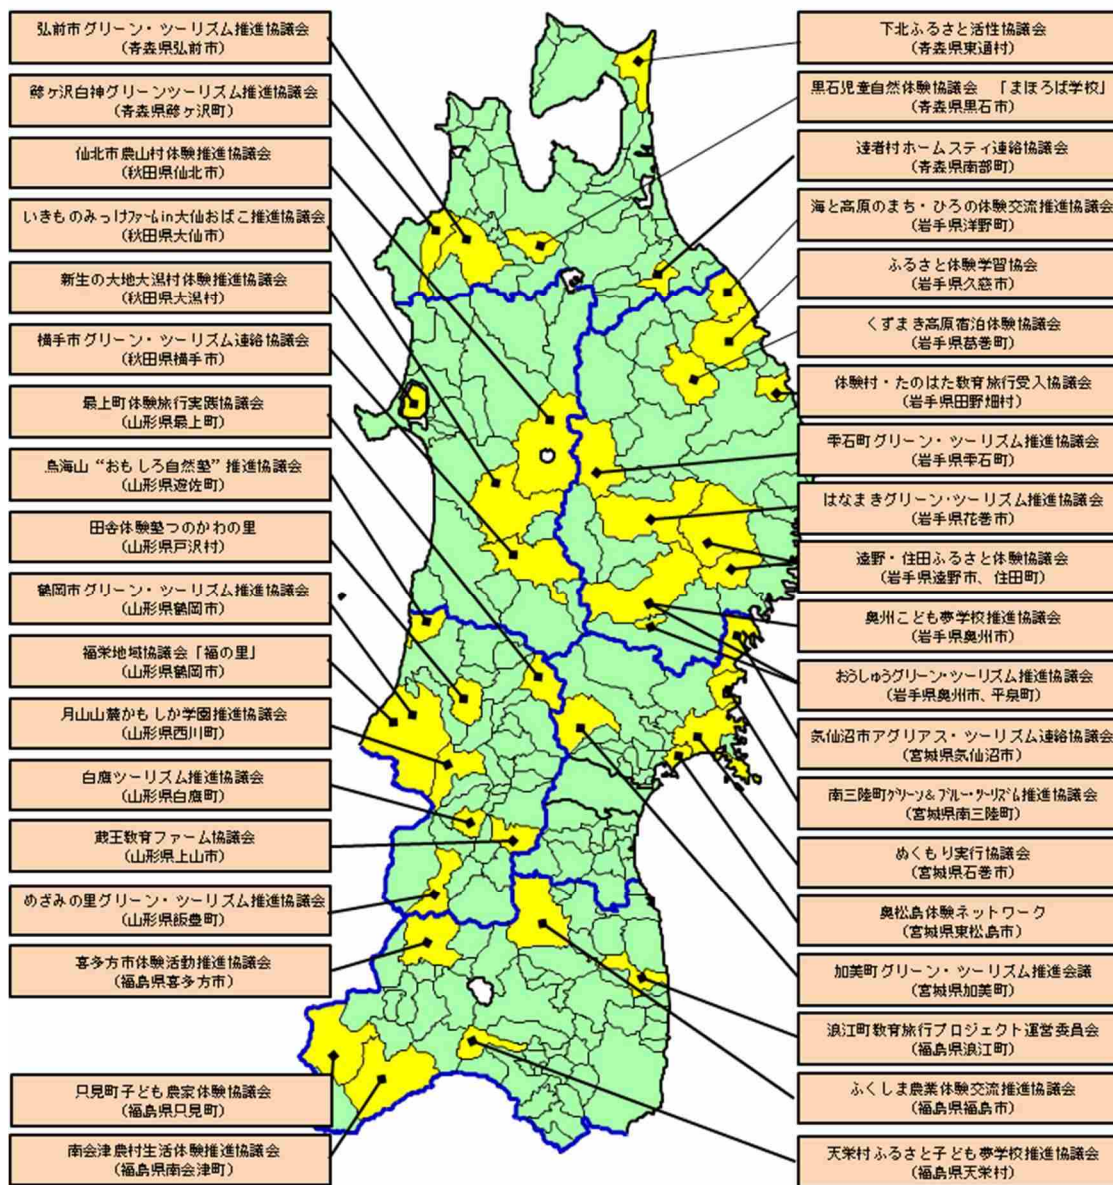 弘前市グリーン・ツーリズム推進協議会
(青森県弘前市)
鰺ヶ沢白神グリーンツーリズム推進協議会
(青森県鰺ヶ沢町)
仙北市農山村体験推進協議会
(秋田県仙北市)
いきものみっけファームin大仙おばこ推進協議会
(秋田県大仙市)
新生の大地大潟村体験推進協議会
(秋田県大潟村)
横手市グリーン・ツーリズム連絡協議会
(秋田県横手市)
最上町体験旅行実践協議会
(山形県最上町)
鳥海山“おもしろ自然塾”推進協議会
(山形県遊佐町)
田舎体験塾つのかわの里
(山形県戸沢村)
鶴岡市グリーン・ツーリズム推進協議会
(山形県鶴岡市)
福栄地域協議会「福の里」
(山形県鶴岡市)
月山山麓かもしか学園推進協議会
(山形県西川町)
白鷹ツーリズム推進協議会
(山形県白鷹町)
蔵王教育ファーム協議会
(山形県上山市)
めざみの里グリーン・ツーリズム推進協議会
(山形県飯豊町)
喜多方市体験活動推進協議会
(福島県喜多方市)
只見町子ども農家体験協議会
(福島県只見町)
南会津農村生活体験推進協議会
(福島県南会津町)
下北ふるさと活性協議会
(青森県東通村)
黒石児童自然体験協議会 「まほろば学校」
(青森県黒石市)
達者村ホームスティ連絡協議会
(青森県南部町)
海と高原のまち・ひろの体験交流推進協議会
(岩手県洋野町)
ふるさと体験学習協会
(岩手県久慈市)
くずまき高原宿泊体験協議会
(岩手県葛巻町)
体験村・たのはた教育旅行受入協議会
(岩手県田野畑村)
雫石町グリーン・ツーリズム推進協議会
(岩手県雫石町)
はなまきグリーン・ツーリズム推進協議会
(岩手県花巻市)
遠野・住田ふるさと体験協議会
(岩手県遠野市、住田町)
奥州こども夢学校推進協議会
(岩手県奥州市)
おうしゅうグリーン・ツーリズム推進協議会
(岩手県奥州市、平泉町)
気仙沼市アグリアス・ツーリズム連絡協議会
(宮城県気仙沼市)
南三陸町グリーン&ブルー・ツーリズム推進協議会
(宮城県南三陸町)
ぬくもり実行協議会
(宮城県石巻市)
奥松島体験ネットワーク
(宮城県東松島市)
加美町グリーン・ツーリズム推進会議
(宮城県加美町)
浪江町教育旅行プロジェクト運営委員会
(福島県浪江町)
ふくしま農業体験交流推進協議会
(福島県福島市)
天栄村ふるさと子ども夢学校推進協議会
(福島県天栄村)